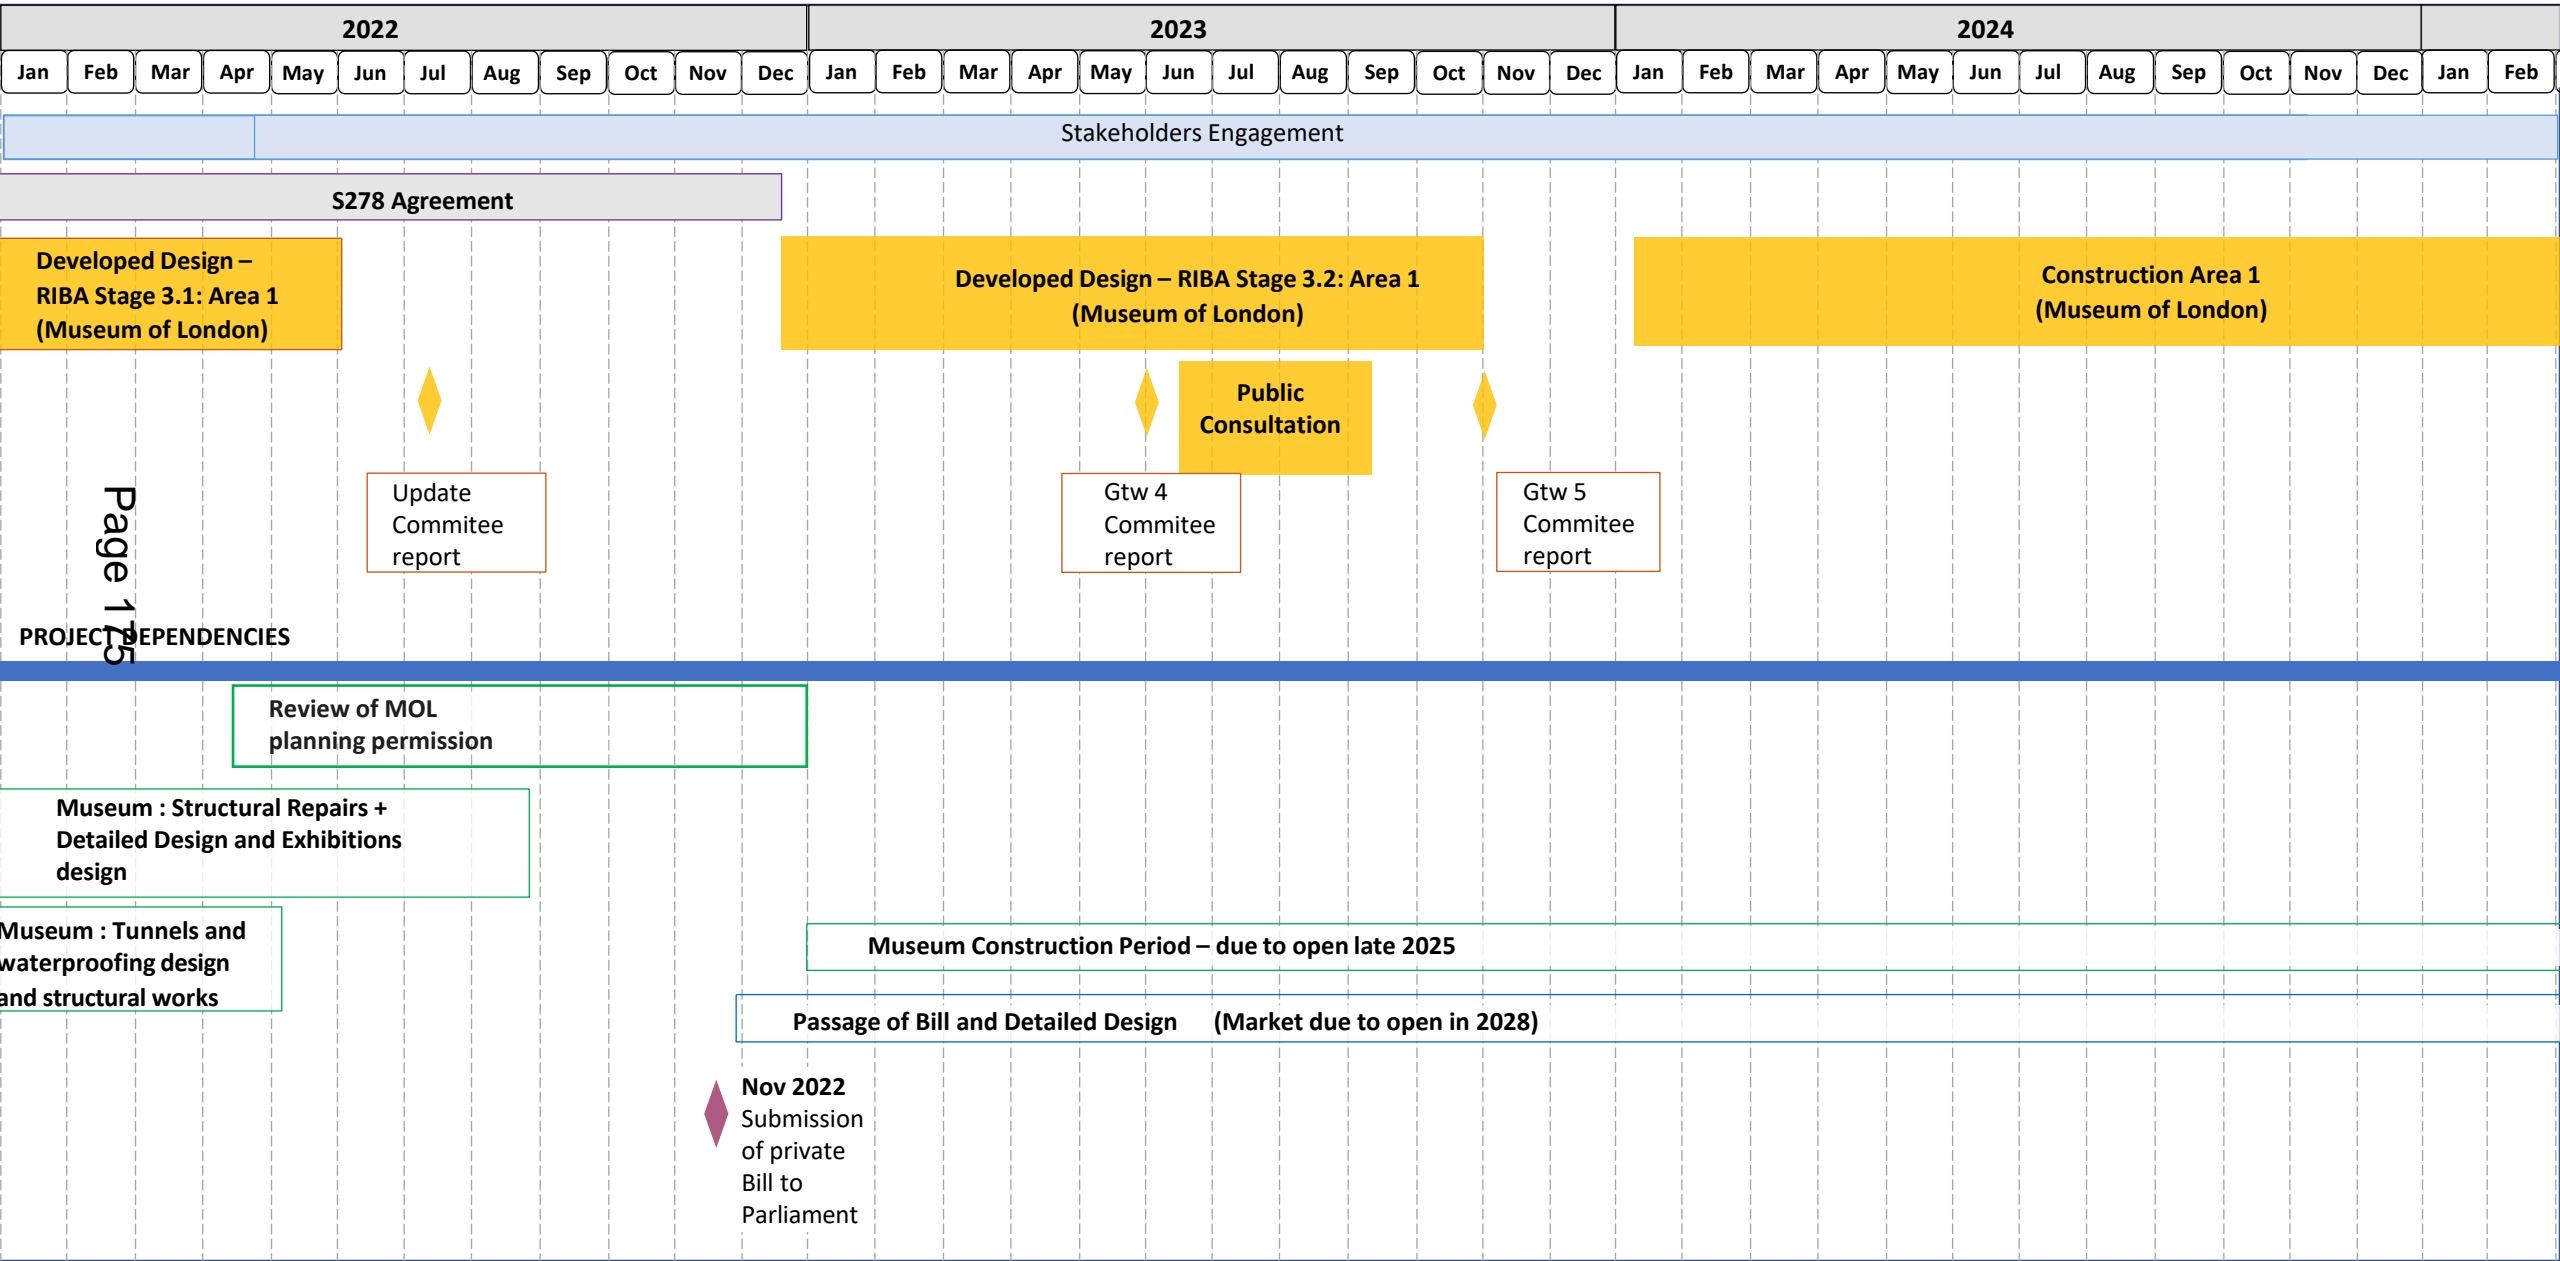 2022
2023
2024
Jan Feb Mar Apr May Jun Jul Aug Sep Oct Nov Dec Jan Feb Mar Apr May Jun Jul Aug Sep Oct Nov Dec Jan Feb Mar Apr May Jun Jul Aug Sep Oct Nov Dec Jan Feb
Stakeholders Engagement
S278 Agreement
Developed Design –
RIBA Stage 3.1: Area 1
(Museum of London)
Developed Design – RIBA Stage 3.2: Area 1
(Museum of London)
Construction Area 1
(Museum of London)
Public
Consultation
Update
Commitee
report
Gtw 4
Commitee
report
Gtw 5
Commitee
report
Page 175
PROJECT DEPENDENCIES
Review of MOL
planning permission
Museum : Structural Repairs +
Detailed Design and Exhibitions
design
Museum : Tunnels and
waterproofing design
and structural works
Museum Construction Period – due to open late 2025
Passage of Bill and Detailed Design (Market due to open in 2028)
Nov 2022
Submission
of private
Bill to
Parliament